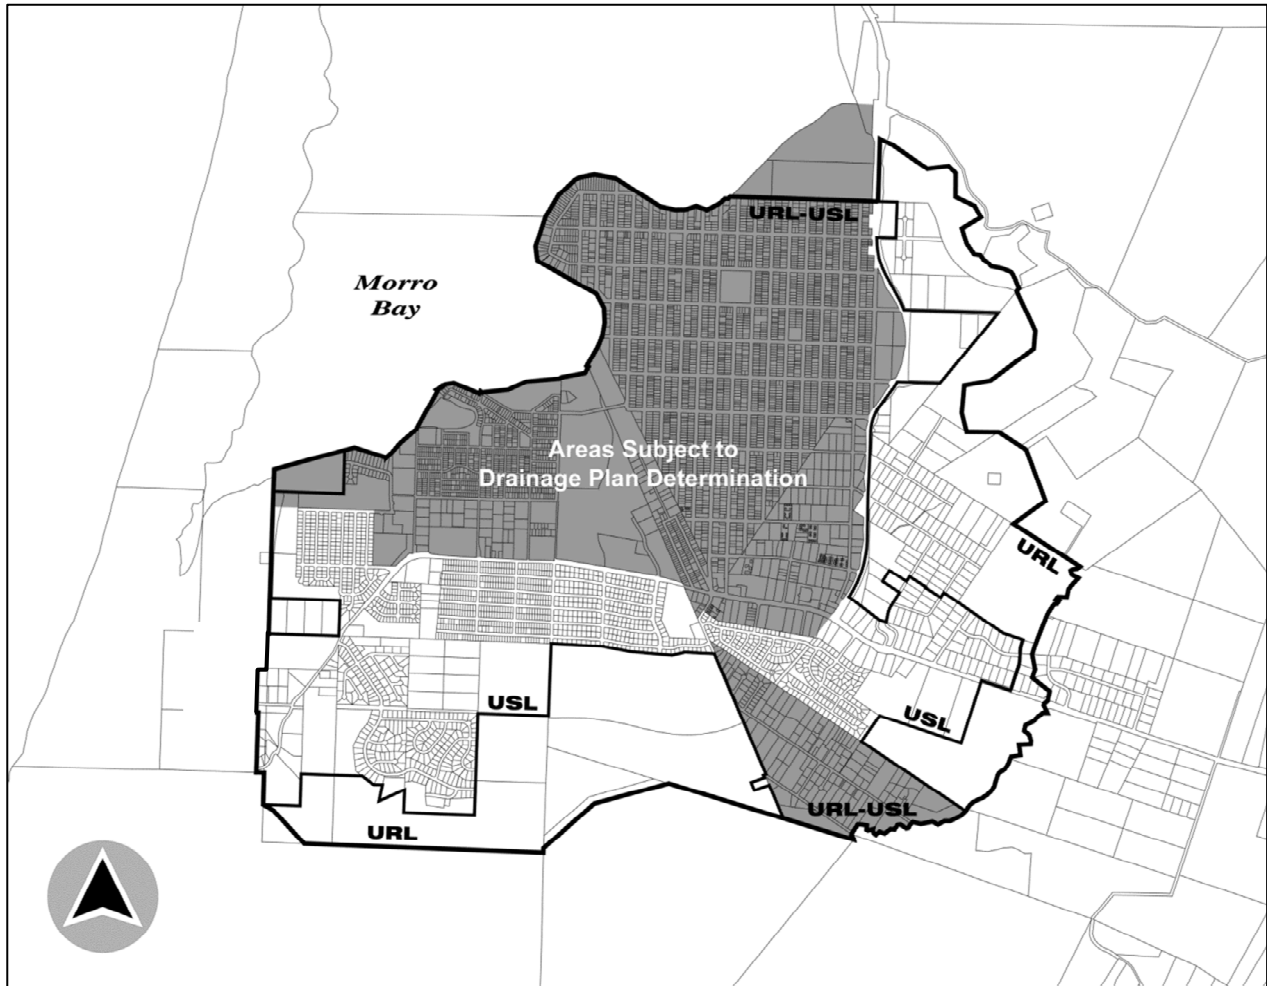 URL-USL
Morro
Bay
Areas Subject to
Drainage Plan Determination
URL
USL
USL
URL-USL
URL